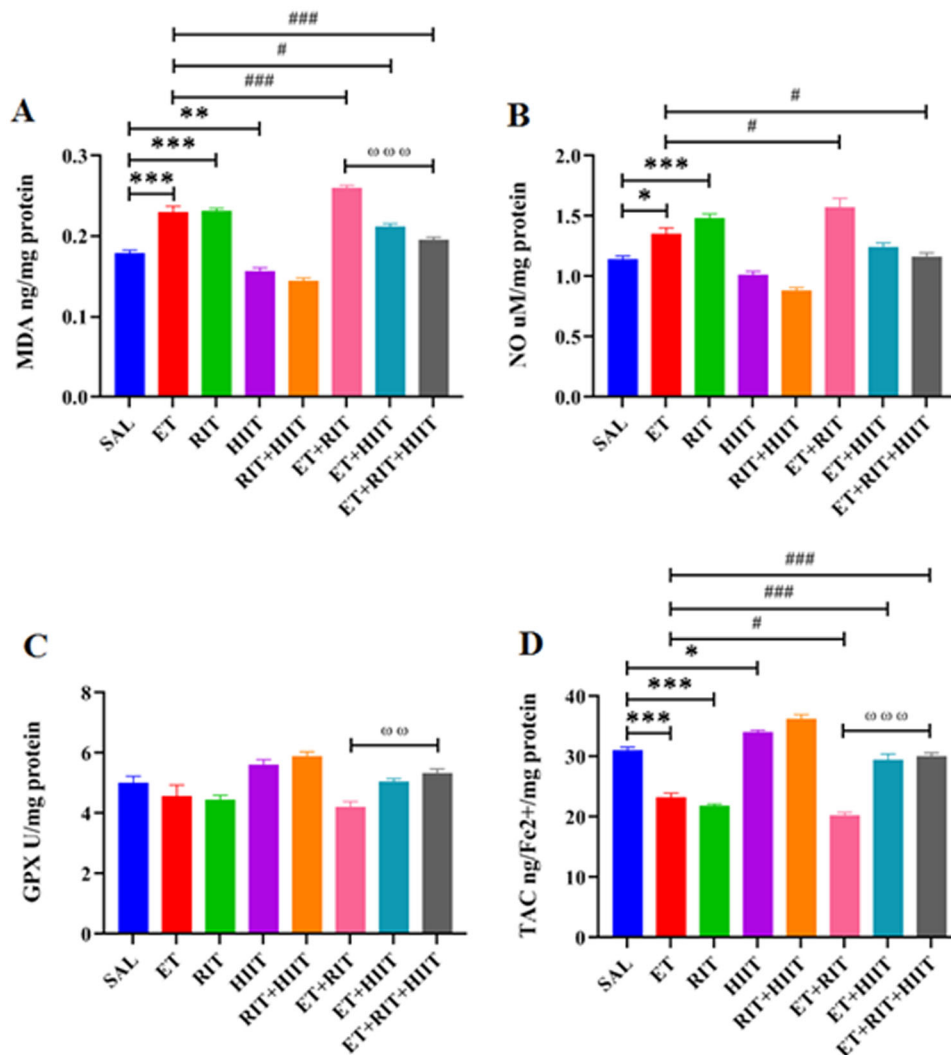 ###
#
###
A
**
***
***
ω ω ω
MDA ng/mg protein
0.3
0.2
0.1
0.0
SAL
ET
RIT
HIIT
RIT+HIIT
ET+RIT
ET+HIIT
ET+RIT+HIIT
B
#
#
***
*
NO uM/mg protein
2.0
1.5
1.0
0.5
0.0
SAL
ET
RIT
HIIT
RIT+HIIT
ET+RIT
ET+HIIT
ET+RIT+HIIT
C
ω ω
GPX U/mg protein
8
6
4
2
0
SAL
ET
RIT
HIIT
RIT+HIIT
ET+RIT
ET+HIIT
ET+RIT+HIIT
###
###
#
D
*
***
***
ω ω ω
TAC ng/Fe2+/mg protein
40
30
20
10
0
SAL
ET
RIT
HIIT
RIT+HIIT
ET+RIT
ET+HIIT
ET+RIT+HIIT